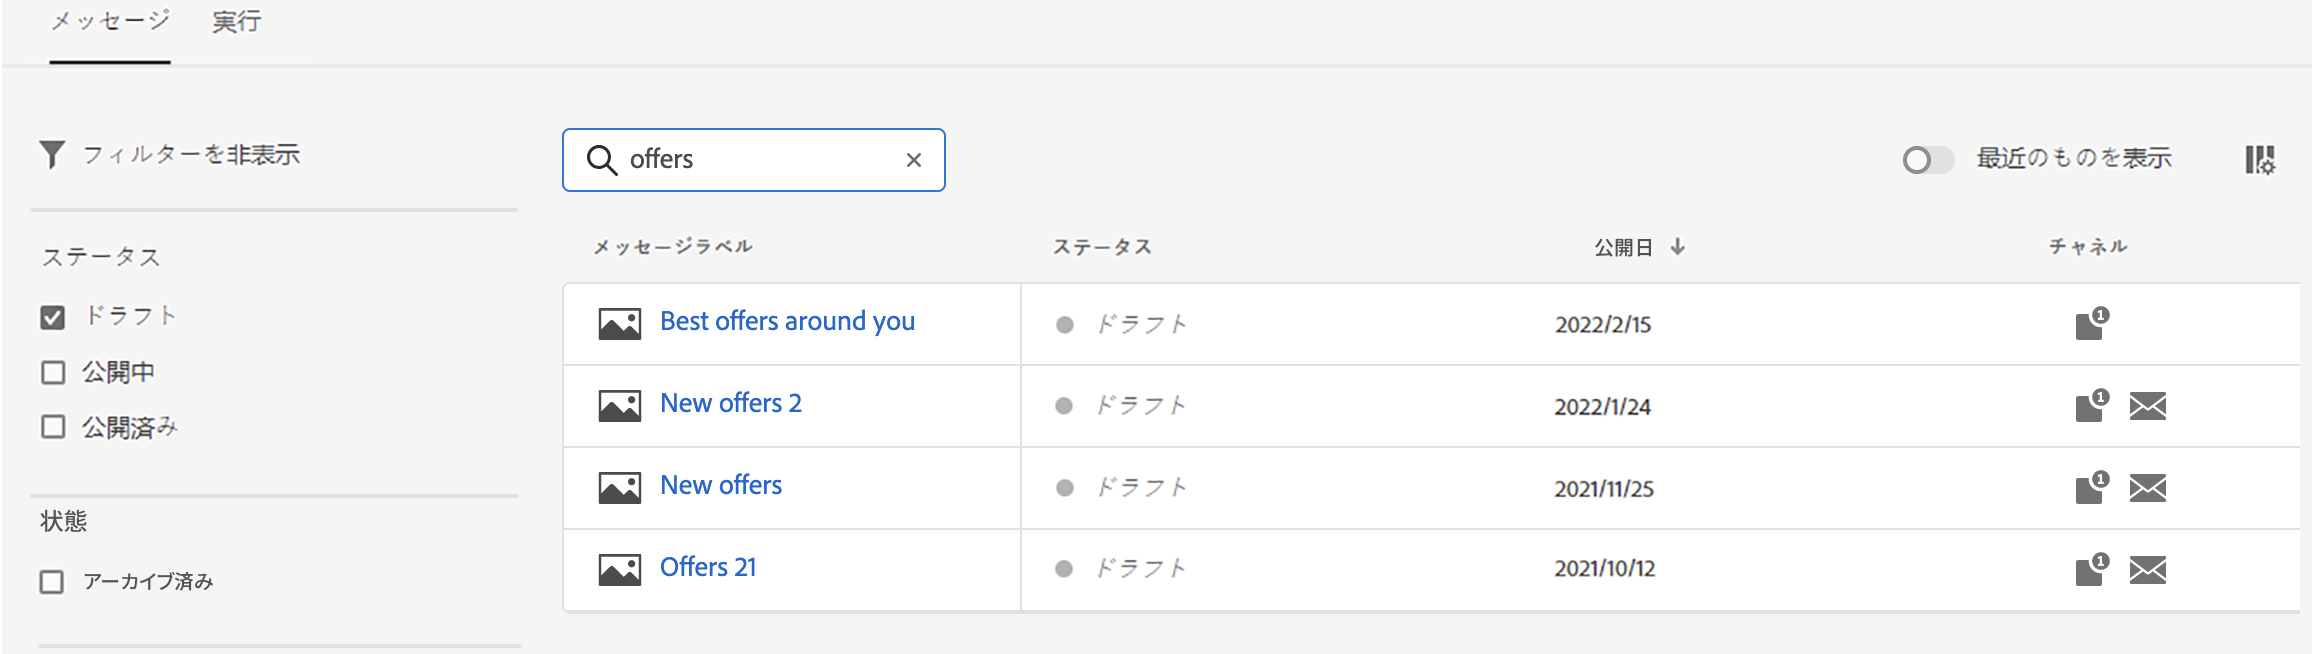 メッセージ 実行
フィルターを非表示
offers
最近のものを表示
ステータス
ドラフト
公開中
公開済み
状態
アーカイブ済み
メッセージラベル ステータス 公開日 チャネル
Best offers around you ドラフト 2022/2/15 1
New offers 2 ドラフト 2022/1/24 1
New offers ドラフト 2021/11/25 1
Offers 21 ドラフト 2021/10/12 1